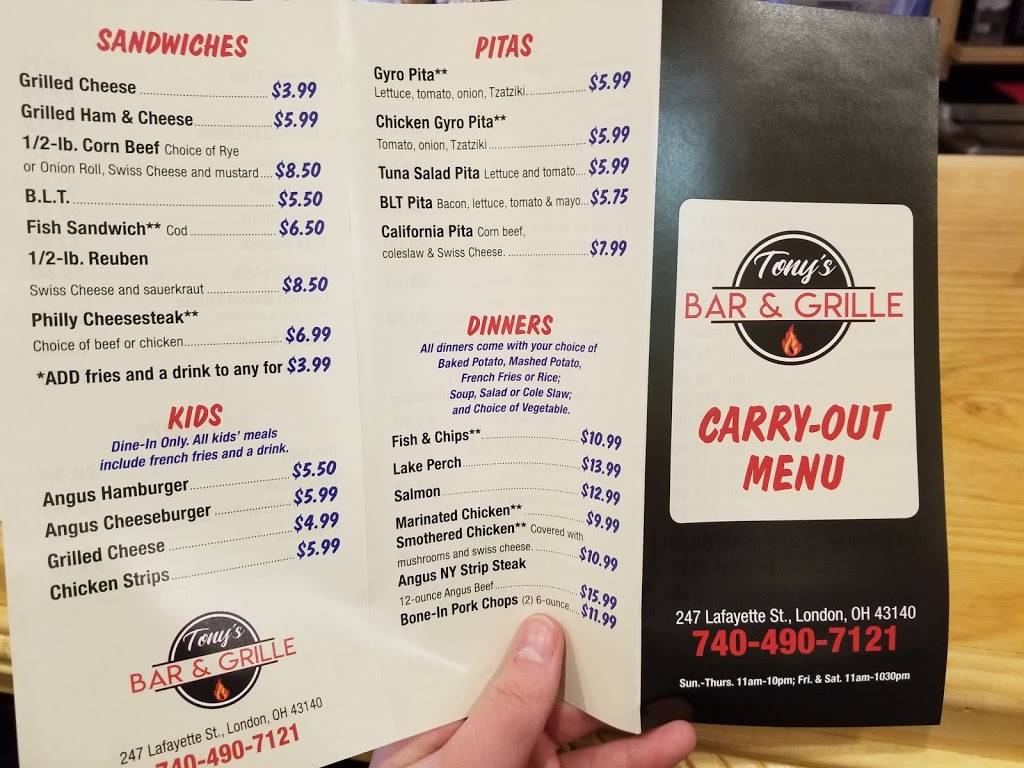 SANDWICHES
Grilled Cheese $3.99
Grilled Ham & Cheese $5.99
1/2-lb. Corn Beef Choice of Rye
or Onion Roll, Swiss Cheese and mustard $8.50
B.L.T. $5.50
Fish Sandwich** Cod $6.50
1/2-lb. Reuben
Swiss Cheese and sauerkraut $8.50
Philly Cheesesteak**
Choice of beef or chicken $6.99
*ADD fries and a drink to any for $3.99
KIDS
Dine-In Only. All kids' meals
include french fries and a drink.
Angus Hamburger $5.50
Angus Cheeseburger $5.99
Grilled Cheese $4.99
Chicken Strips $5.99
Tony's
BAR & GRILLE
247 Lafayette St., London, OH 43140
740-490-7121
PITAS
Gyro Pita**
Lettuce, tomato, onion, Tzatziki $5.99
Chicken Gyro Pita**
Tomato, onion, Tzatziki $5.99
Tuna Salad Pita Lettuce and tomato $5.99
BLT Pita Bacon, lettuce, tomato & mayo $5.75
California Pita Corn beef,
coleslaw & Swiss Cheese. $7.99
DINNERS
All dinners come with your choice of
Baked Potato, Mashed Potato,
French Fries or Rice;
Soup, Salad or Cole Slaw;
and Choice of Vegetable.
Fish & Chips** $10.99
Lake Perch $13.99
Salmon $12.99
Marinated Chicken** $9.99
Smothered Chicken** Covered with
mushrooms and swiss cheese. $10.99
Angus NY Strip Steak
12-ounce Angus Beef $15.99
Bone-In Pork Chops (2) 6-ounce $11.99
Tony's
BAR & GRILLE
CARRY-OUT
MENU
247 Lafayette St., London, OH 43140
740-490-7121
Sun.-Thurs. 11am-10pm; Fri. & Sat. 11am-1030pm